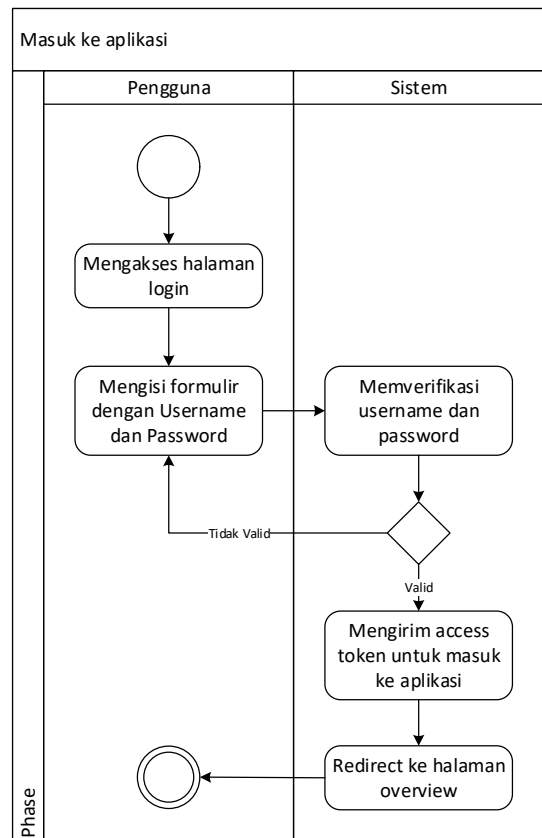 Masuk ke aplikasi
Pengguna
Sistem
Mengakses halaman
login
Mengisi formulir
dengan Username
dan Password
Memverifikasi
username dan
password
Tidak Valid
Valid
Mengirim access
token untuk masuk
ke aplikasi
Redirect ke halaman
overview
Phase